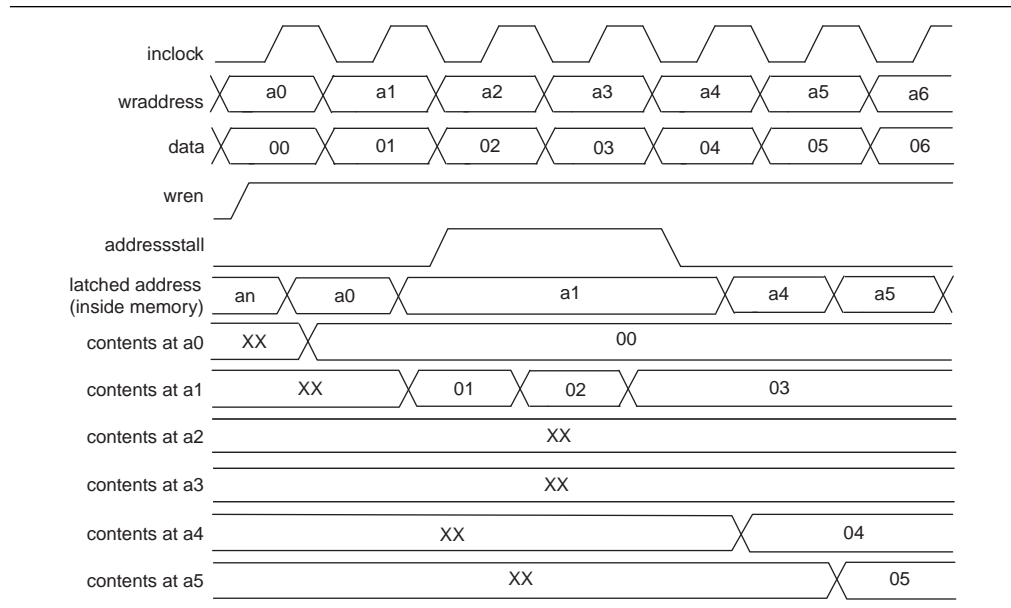 inclock
wraddress a0 a1 a2 a3 a4 a5 a6
data 00 01 02 03 04 05 06
wren
addressstall
latched address
(inside memory) an a0 a1 a4 a5
contents at a0 XX 00
contents at a1 XX 01 02 03
contents at a2 XX
contents at a3 XX
contents at a4 XX 04
contents at a5 XX 05